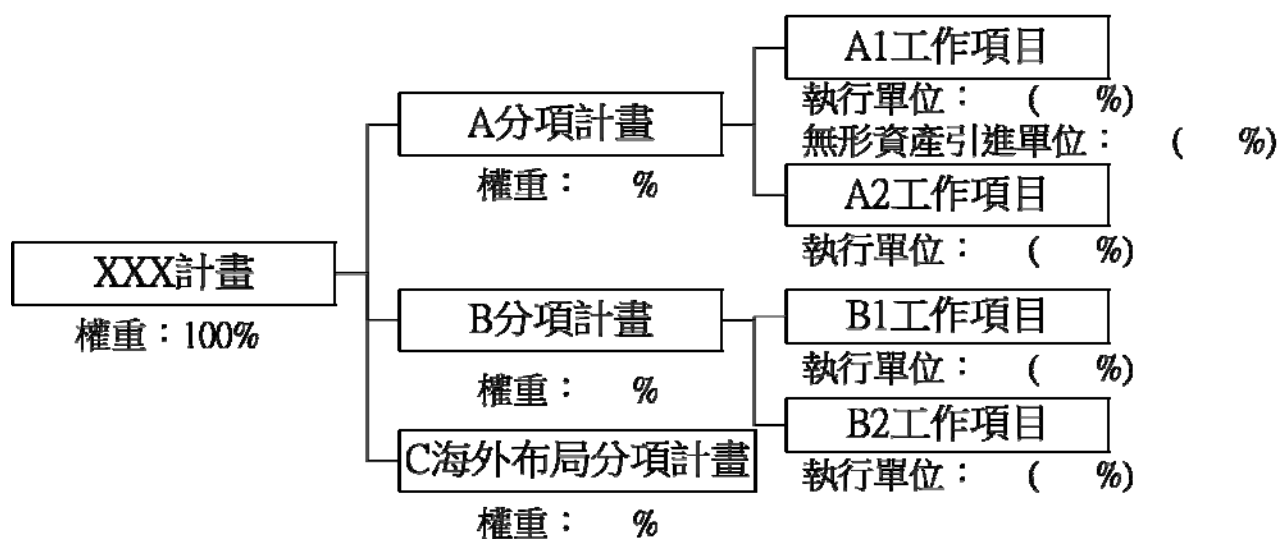 XXX計畫
權重：100%
A分項計畫
權重：　%
A1工作項目
執行單位：　(　%)
無形資產引進單位：　(　%)
A2工作項目
執行單位：　(　%)
B分項計畫
權重：　%
B1工作項目
執行單位：　(　%)
B2工作項目
執行單位：　(　%)
C海外布局分項計畫
權重：　%